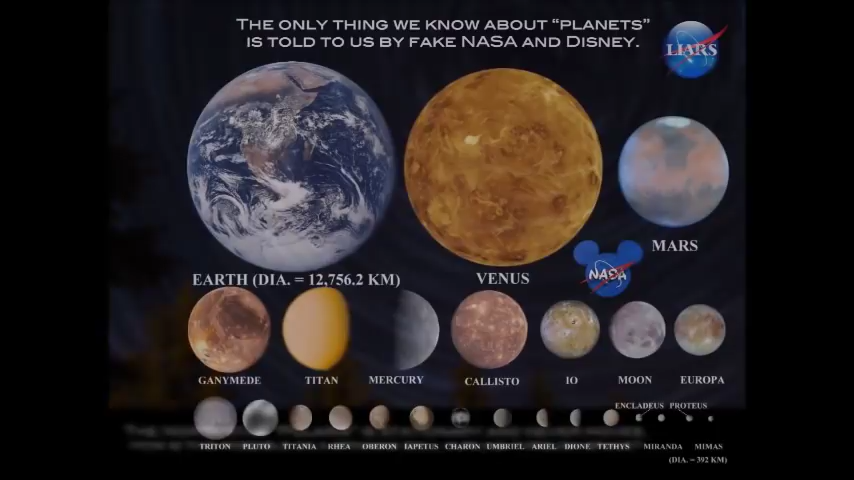 THE ONLY THING WE KNOW ABOUT "PLANETS"
IS TOLD TO US BY FAKE NASA AND DISNEY.
LIARS
MARS
EARTH (DIA. = 12,756.2 KM)
VENUS
NASA
GANYMEDE
TITAN
MERCURY
CALLISTO
IO
MOON
EUROPA
ENCLADEUS PROTEUS
TRITON
PLUTO
TITANIA
RHEA
OBERON
IAPETUS
CHARON
UMBRIEL
ARIEL
DIONE
TETHYS
MIRANDA
MIMAS
(DIA. = 392 KM)